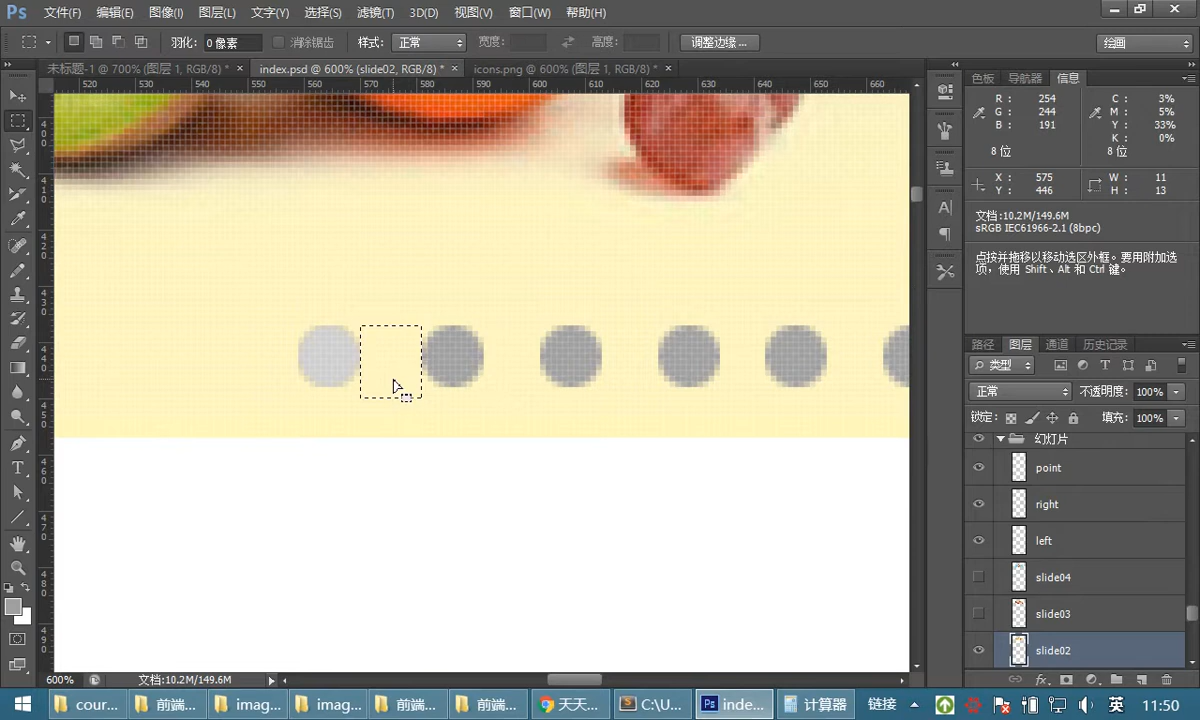 Ps 文件(F) 编辑(E) 图像(I) 图层(L) 文字(Y) 选择(S) 滤镜(T) 3D(D) 视图(V) 窗口(W) 帮助(H)
羽化: 0 像素 消除锯齿 样式: 正常 宽度: 高度: 调整边缘... 绘画
未标题-1 @ 700% (图层 1, RGB/8) * × index.psd @ 600% (slide02, RGB/8) * × icons.png @ 600% (图层 1, RGB/8) * ×
520 530 540 550 560 570 580 590 600 610 620 630 640 650 660
400
410
420
430
440
450
460
470
480
490
色板 导航器 信息
R: 254 C: 3%
G: 244 M: 5%
B: 191 Y: 33%
K: 0%
8 位 8 位
X: 575 W: 11
Y: 446 H: 13
文档:10.2M/149.6M
sRGB IEC61966-2.1 (8bpc)
点按并拖移以移动选区外框。要用附加选
项，使用 Shift、Alt 和 Ctrl 键。
路径 图层 通道 历史记录
类型
正常 不透明度: 100%
锁定: 填充: 100%
幻灯片
point
right
left
slide04
slide03
slide02
600% 文档:10.2M/149.6M
cour... 前端... imag... imag... 前端... 前端... 天天... C:\U... inde... 计算器 链接 英 11:50